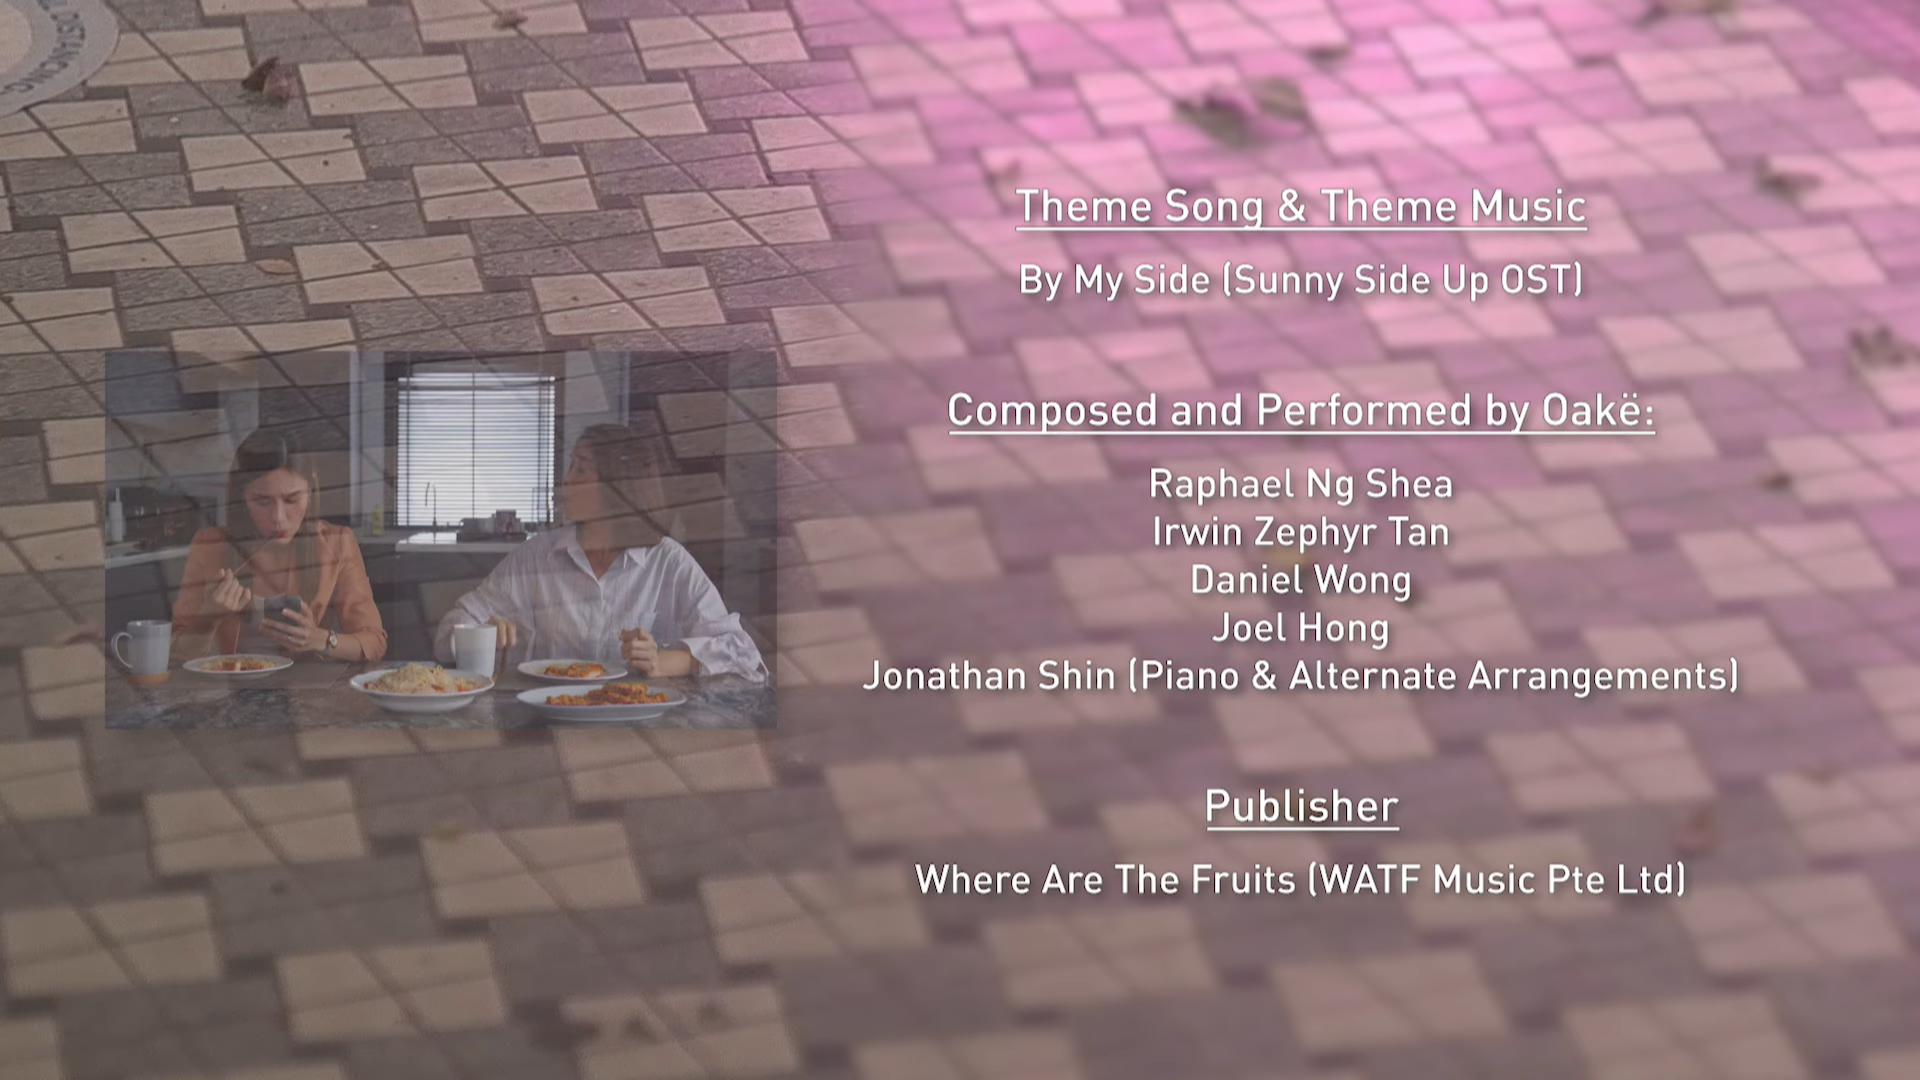 DISTANCING
Theme Song & Theme Music
By My Side (Sunny Side Up OST)
Composed and Performed by Oakë:
Raphael Ng Shea
Irwin Zephyr Tan
Daniel Wong
Joel Hong
Jonathan Shin (Piano & Alternate Arrangements)
Publisher
Where Are The Fruits (WATF Music Pte Ltd)